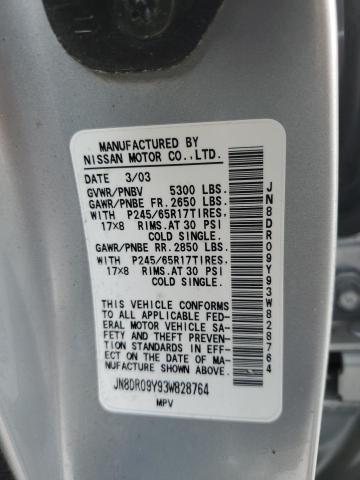 MANUFACTURED BY
NISSAN MOTOR CO., LTD.
DATE 3/03
GVWR/PNBV 5300 LBS.
GAWR/PNBE FR. 2650 LBS.
WITH P245/65R17TIRES,
17X8 RIMS.AT 30 PSI
COLD SINGLE.
GAWR/PNBE RR. 2850 LBS.
WITH P245/65R17TIRES,
17X8 RIMS.AT 30 PSI
COLD SINGLE.
THIS VEHICLE CONFORMS
TO ALL APPLICABLE FED-
ERAL MOTOR VEHICLE SA-
FETY AND THEFT PREVEN-
TION STANDARDS IN EFF-
ECT ON THE DATE OF MA-
NUFACTURE SHOWN ABOVE.
JN8DR09Y93W828764
MPV
JN8DR09Y93W828764